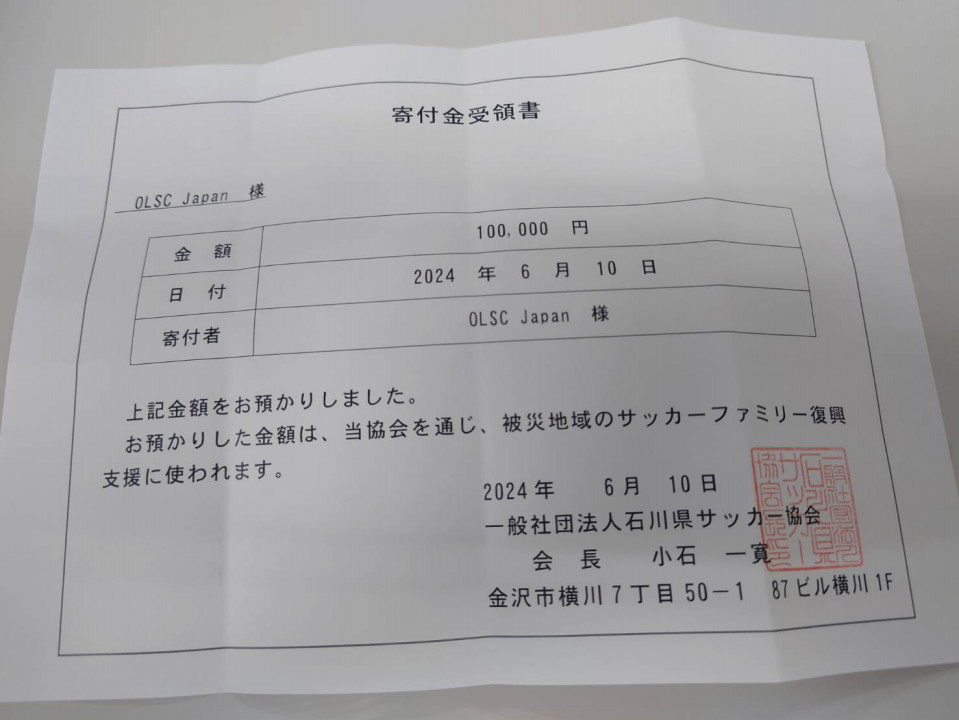 寄付金受領書
OLSC Japan 様
金 額 100,000 円
日 付 2024 年 6 月 10 日
寄付者 OLSC Japan 様
上記金額をお預かりしました。
お預かりした金額は、当協会を通じ、被災地域のサッカーファミリー復興
支援に使われます。
2024年 6月 10日
一般社団法人石川県サッカー協会
会 長 小石 一寛
金沢市横川7丁目50-1 87ビル横川1F